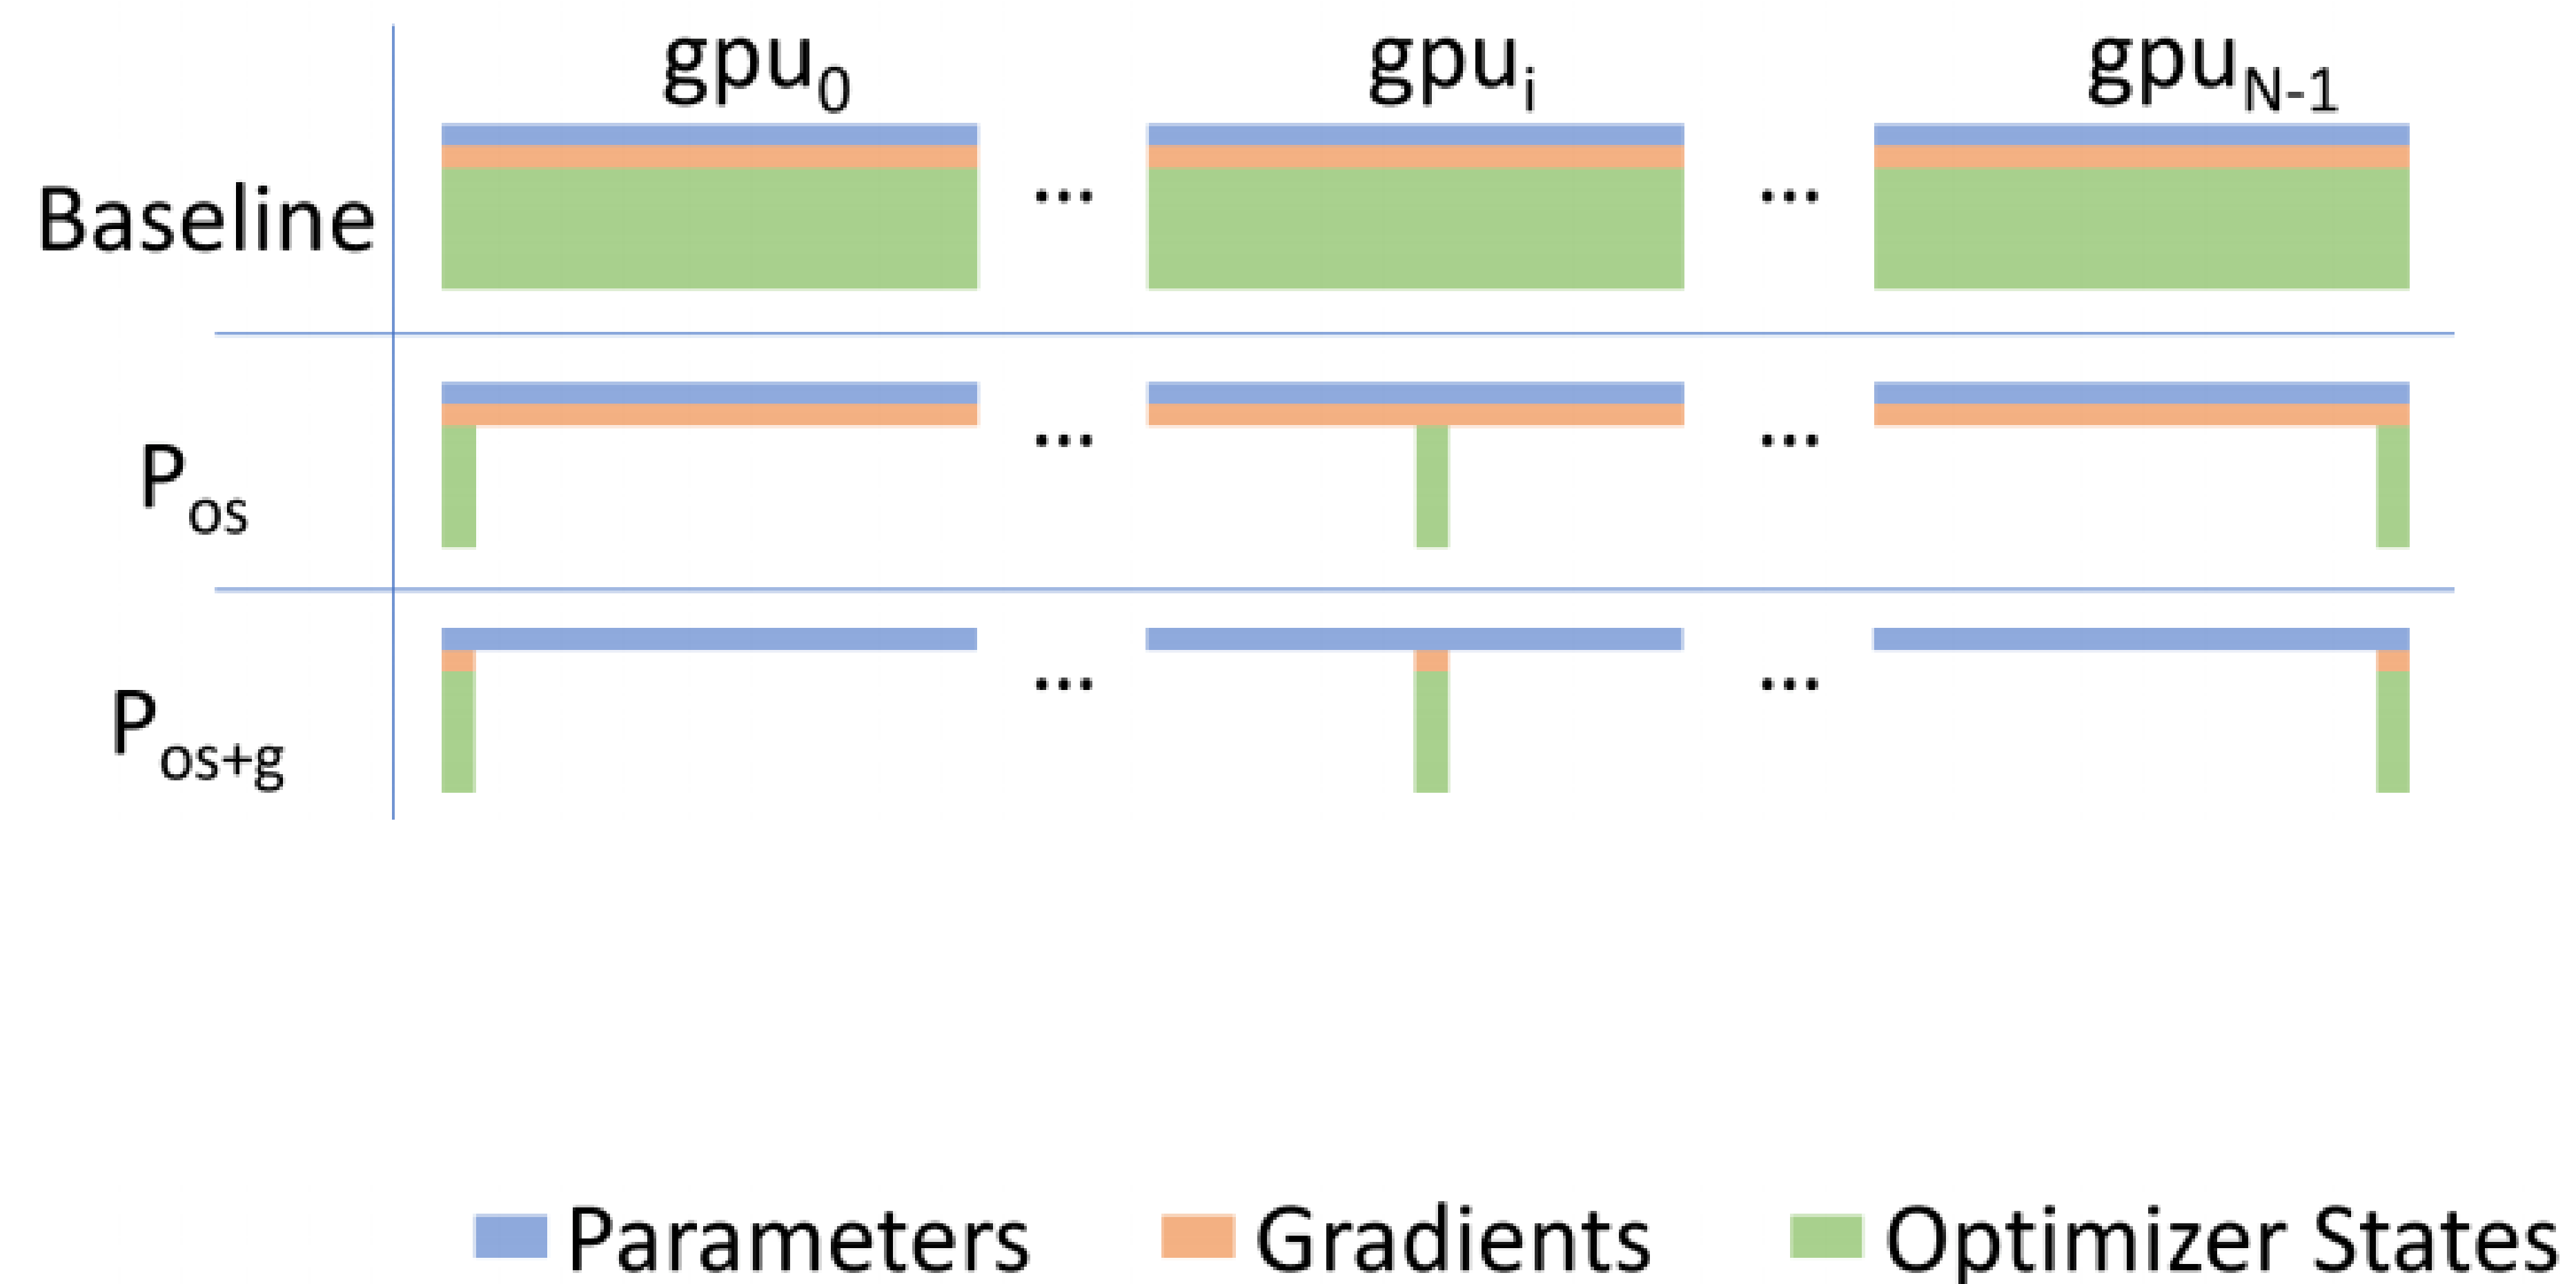 gpu0 gpui gpuN-1
Baseline ... ...
Pos ... ...
Pos+g ... ...
Parameters Gradients Optimizer States